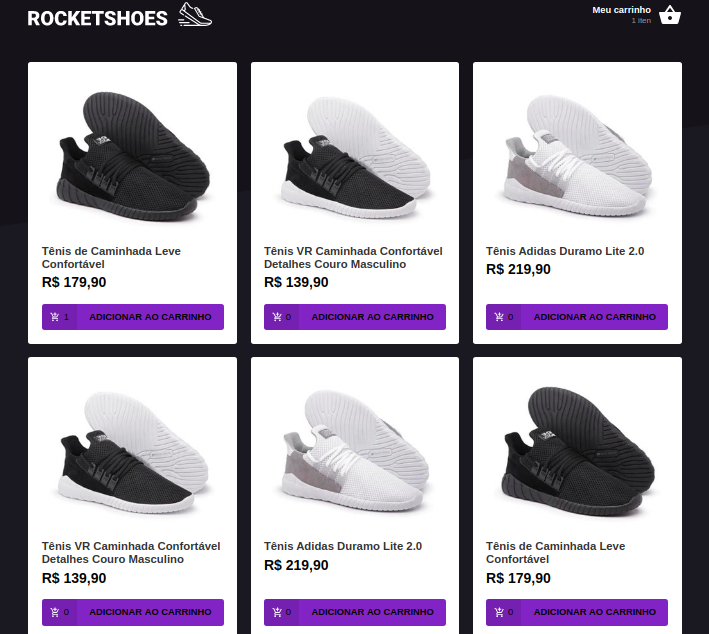 ROCKETSHOES
Meu carrinho
1 iten
Tênis de Caminhada Leve
Confortável
R$ 179,90
1 ADICIONAR AO CARRINHO
Tênis VR Caminhada Confortável
Detalhes Couro Masculino
R$ 139,90
0 ADICIONAR AO CARRINHO
Tênis Adidas Duramo Lite 2.0
R$ 219,90
0 ADICIONAR AO CARRINHO
Tênis VR Caminhada Confortável
Detalhes Couro Masculino
R$ 139,90
0 ADICIONAR AO CARRINHO
Tênis Adidas Duramo Lite 2.0
R$ 219,90
0 ADICIONAR AO CARRINHO
Tênis de Caminhada Leve
Confortável
R$ 179,90
0 ADICIONAR AO CARRINHO